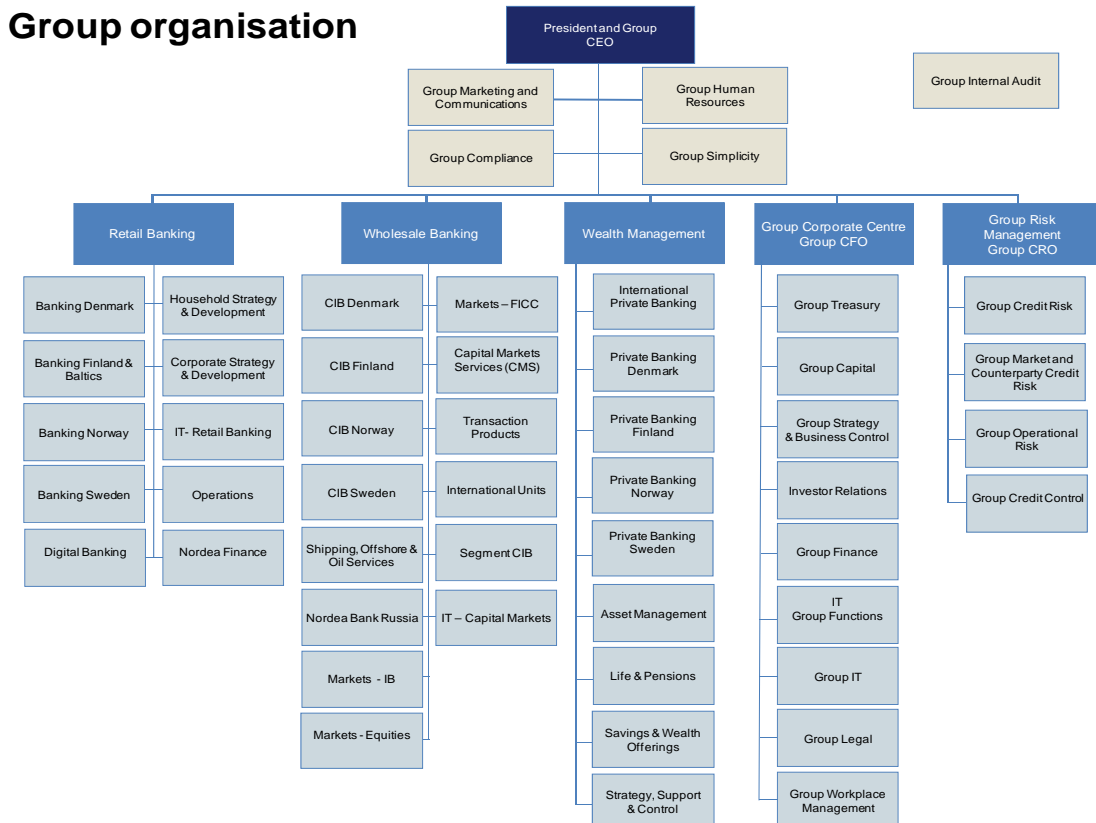 Group organisation
President and Group
CEO
Group Marketing and
Communications
Group Human
Resources
Group Internal Audit
Group Compliance
Group Simplicity
Retail Banking
Wholesale Banking
Wealth Management
Group Corporate Centre
Group CFO
Group Risk
Management
Group CRO
Banking Denmark
Household Strategy
& Development
Banking Finland &
Baltics
Corporate Strategy
& Development
Banking Norway
IT- Retail Banking
Banking Sweden
Operations
Digital Banking
Nordea Finance
CIB Denmark
Markets – FICC
CIB Finland
Capital Markets
Services (CMS)
CIB Norway
Transaction
Products
CIB Sweden
International Units
Shipping, Offshore &
Oil Services
Segment CIB
Nordea Bank Russia
IT – Capital Markets
Markets - IB
Markets - Equities
International
Private Banking
Private Banking
Denmark
Private Banking
Finland
Private Banking
Norway
Private Banking
Sweden
Asset Management
Life & Pensions
Savings & Wealth
Offerings
Strategy, Support
& Control
Group Treasury
Group Capital
Group Strategy
& Business Control
Investor Relations
Group Finance
IT
Group Functions
Group IT
Group Legal
Group Workplace
Management
Group Credit Risk
Group Market and
Counterparty Credit
Risk
Group Operational
Risk
Group Credit Control